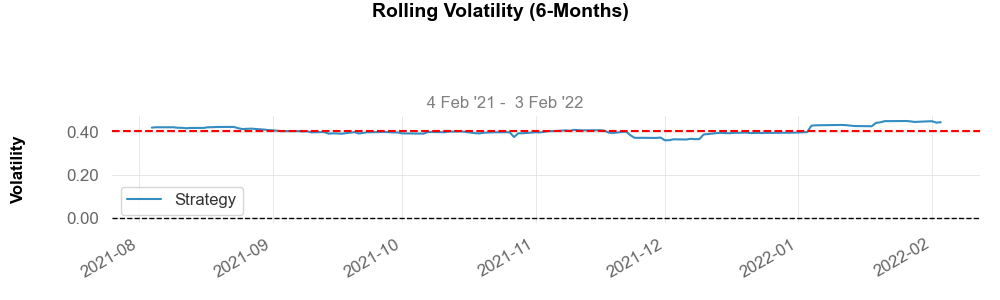 Rolling Volatility (6-Months)
4 Feb '21 -  3 Feb '22
Volatility
0.40
0.20
0.00
Strategy
2021-08
2021-09
2021-10
2021-11
2021-12
2022-01
2022-02